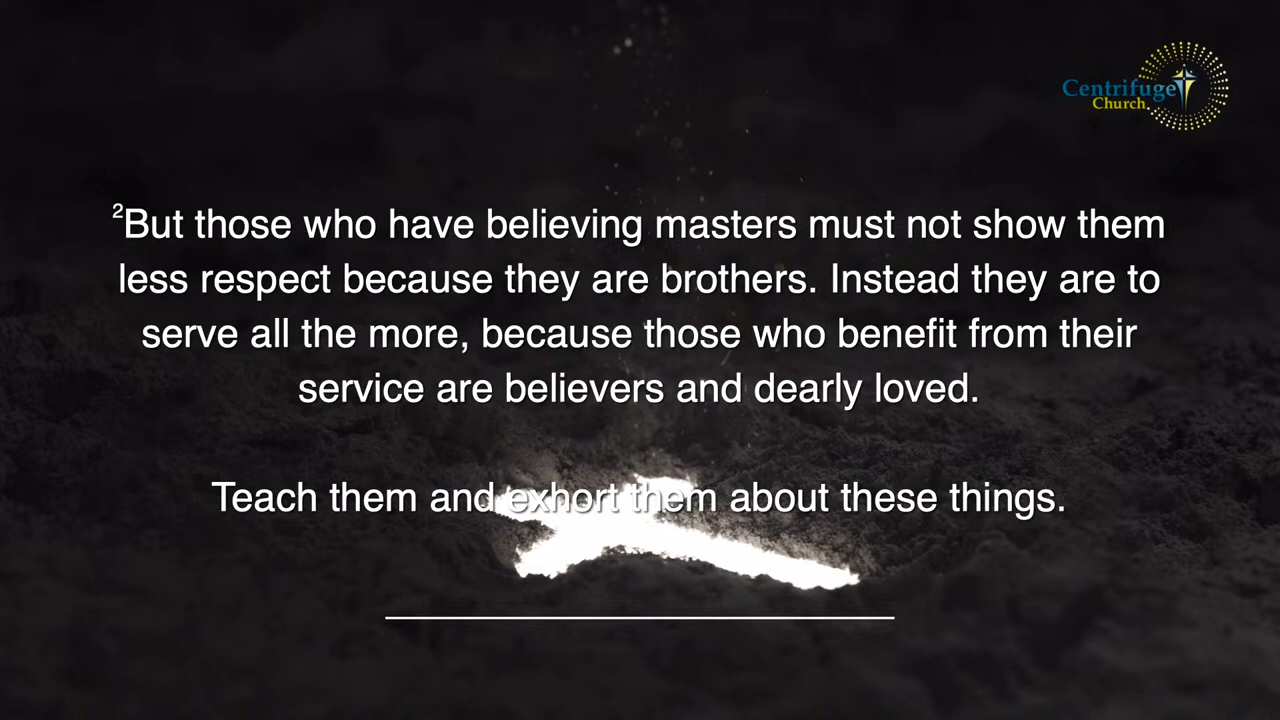 Centrifuge
Church
²But those who have believing masters must not show them
less respect because they are brothers. Instead they are to
serve all the more, because those who benefit from their
service are believers and dearly loved.
Teach them and exhort them about these things.